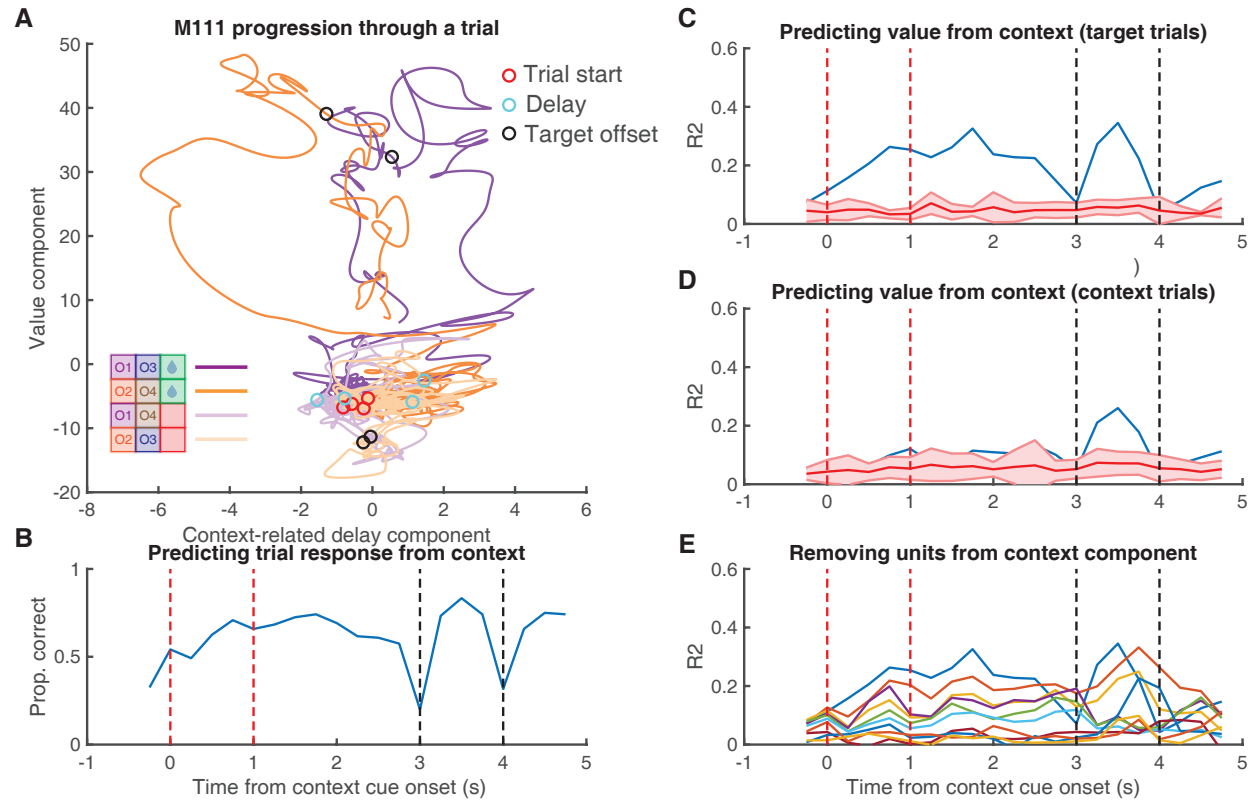 A
M111 progression through a trial
50
40
30
20
10
0
-10
-20
Value component
-8
-6
-4
-2
0
2
4
6
Context-related delay component
Trial start
Delay
Target offset
O1 O3
O2 O4
O1 O4
O2 O3
B
Predicting trial response from context
1
0.5
0
Prop. correct
-1
0
1
2
3
4
5
Time from context cue onset (s)
C
Predicting value from context (target trials)
0.6
0.4
0.2
0
R2
-1
0
1
2
3
4
5
)
D
Predicting value from context (context trials)
0.6
0.4
0.2
0
R2
-1
0
1
2
3
4
5
E
Removing units from context component
0.6
0.4
0.2
0
R2
-1
0
1
2
3
4
5
Time from context cue onset (s)